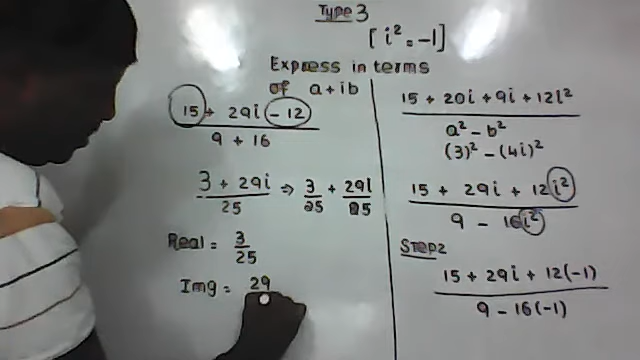 Type 3
[ i² = -1 ]
Express in terms
of a+ib
15 + 29i - 12
9 + 16
3 + 29i ⇒ 3 + 29i
25 25 25
Real = 3
25
Img = 29
15 + 20i + 9i + 12i²
a² - b²
(3)² - (4i)²
15 + 29i + 12 i²
9 - 16i²
STEP2
15 + 29i + 12(-1)
9 - 16(-1)